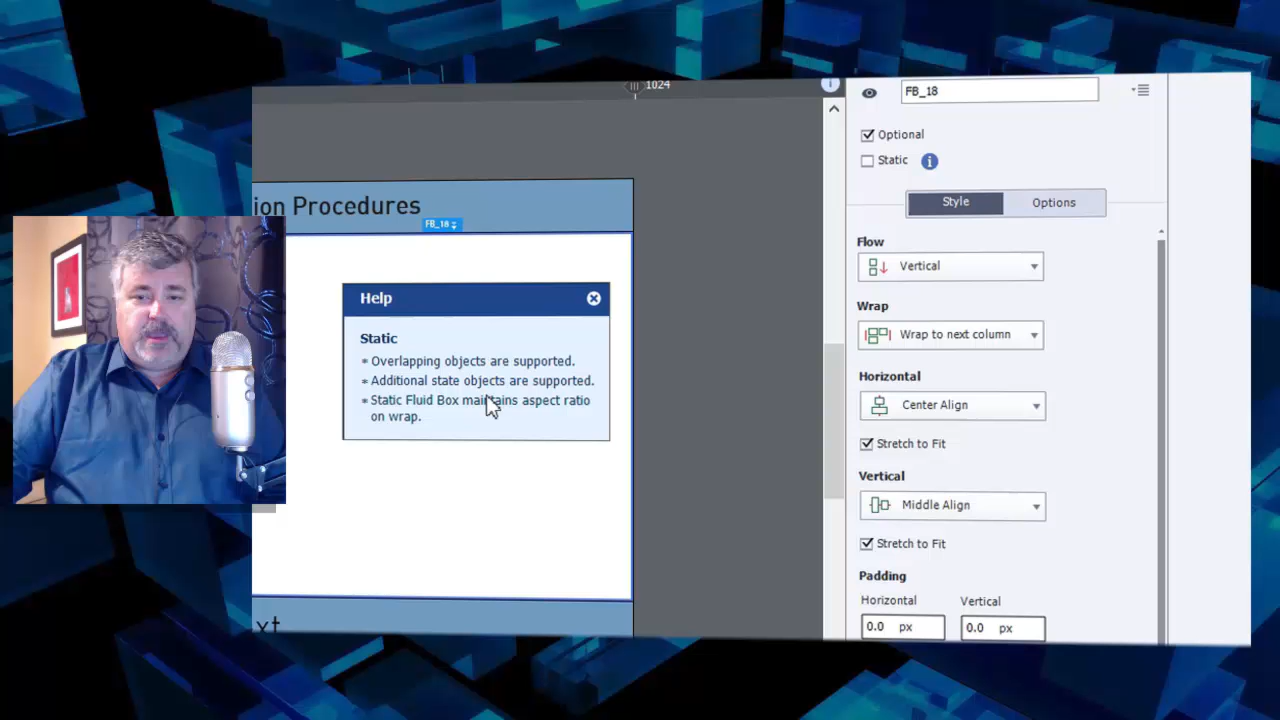 1024
FB_18
Optional
Static
Style
Options
ion Procedures
FB_18
Flow
Vertical
Wrap
Wrap to next column
Horizontal
Center Align
Stretch to Fit
Vertical
Middle Align
Stretch to Fit
Padding
Horizontal
Vertical
0.0 px
0.0 px
Help
Static
Overlapping objects are supported.
Additional state objects are supported.
Static Fluid Box maintains aspect ratio
on wrap.
xt